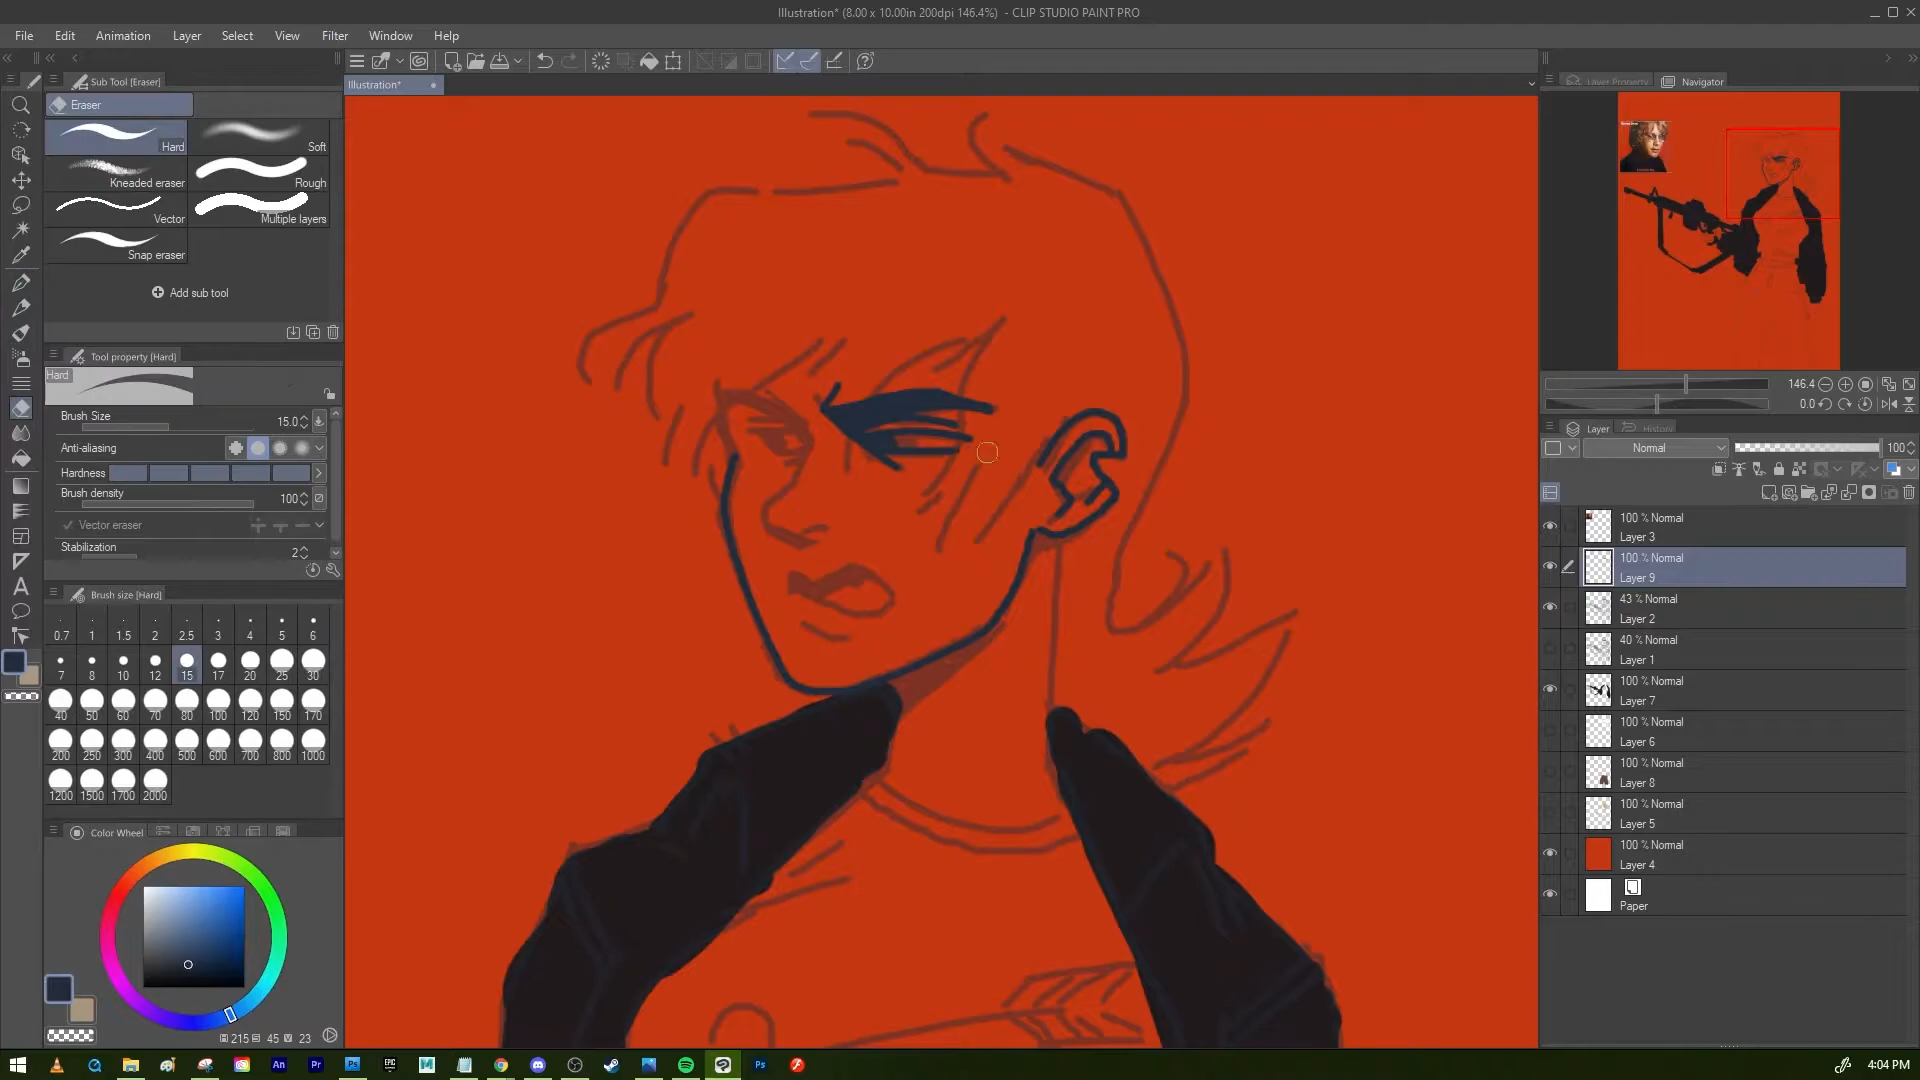 Illustration* (8.00 x 10.00in 200dpi 146.4%) - CLIP STUDIO PAINT PRO
File Edit Animation Layer Select View Filter Window Help
Sub Tool [Eraser]
Eraser
Hard Soft
Kneaded eraser Rough
Vector Multiple layers
Snap eraser
Add sub tool
Tool property [Hard]
Hard
Brush Size 15.0
Anti-aliasing
Hardness
Brush density 100
Vector eraser
Stabilization 2
Brush size [Hard]
0.7 1 1.5 2 2.5 3 4 5 6
7 8 10 12 15 17 20 25 30
40 50 60 70 80 100 120 150 170
200 250 300 400 500 600 700 800 1000
1200 1500 1700 2000
Color Wheel
215 45 V 23
Illustration*
Layer Property Navigator
146.4
0.0
Layer History
Normal 100
100 % Normal
Layer 3
100 % Normal
Layer 9
43 % Normal
Layer 2
40 % Normal
Layer 1
100 % Normal
Layer 7
100 % Normal
Layer 6
100 % Normal
Layer 8
100 % Normal
Layer 5
100 % Normal
Layer 4
Paper
A
An Pr Ps EPIC M Ps
4:04 PM